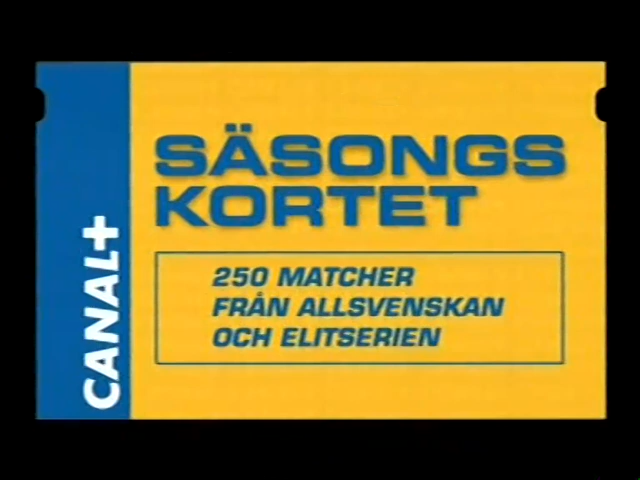 CANAL+
SÄSONGS
KORTET
250 MATCHER
FRÅN ALLSVENSKAN
OCH ELITSERIEN